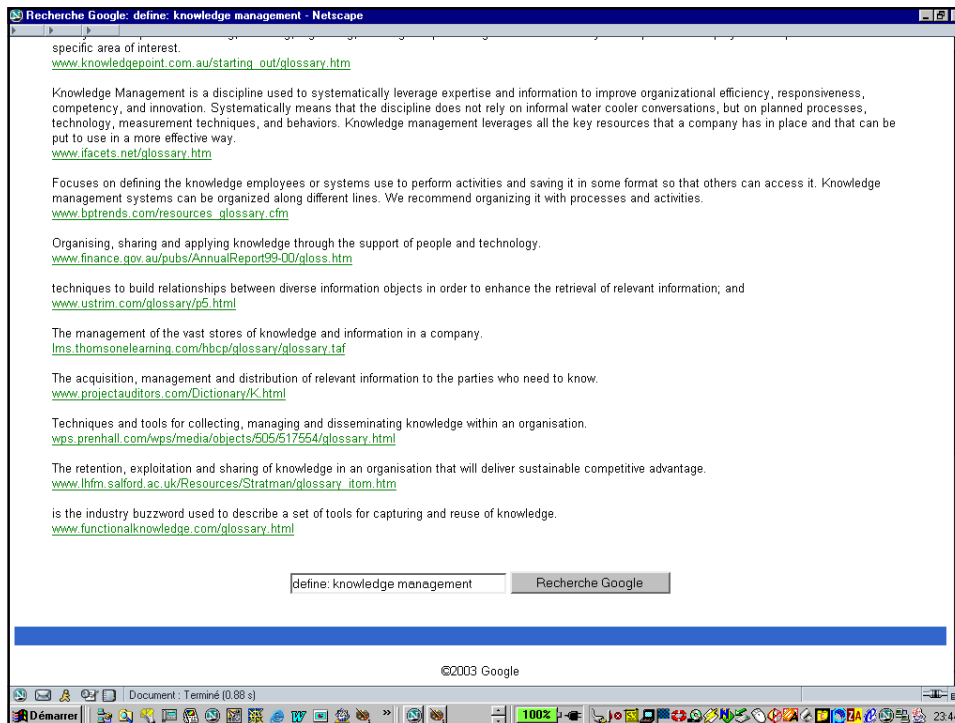 Recherche Google: define: knowledge management - Netscape
specific area of interest.
www.knowledgepoint.com.au/starting_out/glossary.htm
Knowledge Management is a discipline used to systematically leverage expertise and information to improve organizational efficiency, responsiveness,
competency, and innovation. Systematically means that the discipline does not rely on informal water cooler conversations, but on planned processes,
technology, measurement techniques, and behaviors. Knowledge management leverages all the key resources that a company has in place and that can be
put to use in a more effective way.
www.ifacets.net/glossary.htm
Focuses on defining the knowledge employees or systems use to perform activities and saving it in some format so that others can access it. Knowledge
management systems can be organized along different lines. We recommend organizing it with processes and activities.
www.bptrends.com/resources_glossary.cfm
Organising, sharing and applying knowledge through the support of people and technology.
www.finance.gov.au/pubs/AnnualReport99-00/gloss.htm
techniques to build relationships between diverse information objects in order to enhance the retrieval of relevant information; and
www.ustrim.com/glossary/p5.html
The management of the vast stores of knowledge and information in a company.
lms.thomsonelearning.com/hbcp/glossary/glossary.taf
The acquisition, management and distribution of relevant information to the parties who need to know.
www.projectauditors.com/Dictionary/K.html
Techniques and tools for collecting, managing and disseminating knowledge within an organisation.
wps.prenhall.com/wps/media/objects/505/517554/glossary.html
The retention, exploitation and sharing of knowledge in an organisation that will deliver sustainable competitive advantage.
www.lhfm.salford.ac.uk/Resources/Stratman/glossary_itom.htm
is the industry buzzword used to describe a set of tools for capturing and reuse of knowledge.
www.functionalknowledge.com/glossary.html
define: knowledge management Recherche Google
©2003 Google
Document : Terminé (0.88 s)
Démarrer » 100% 23:4